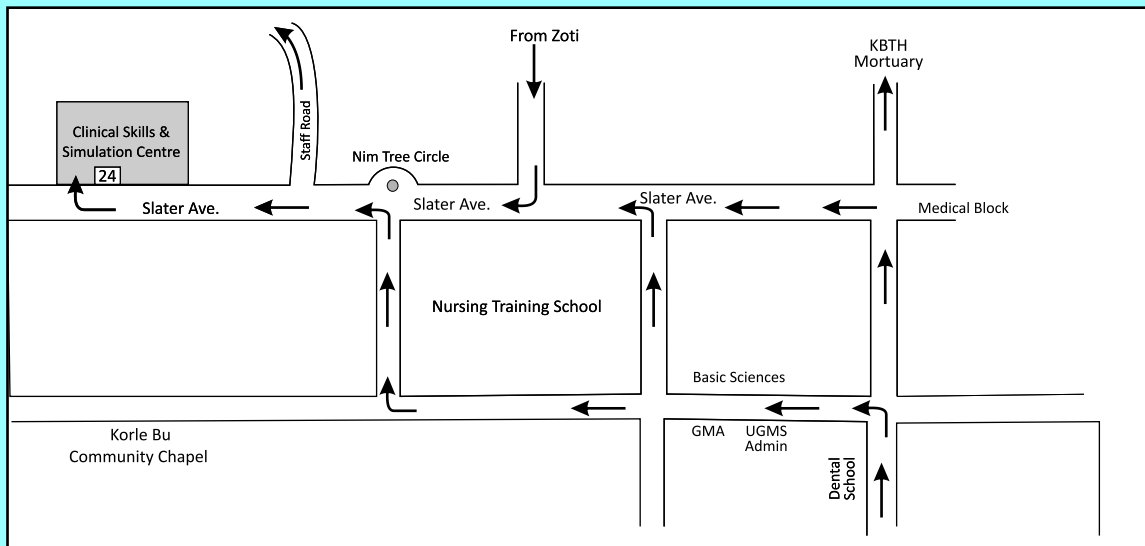 From Zoti
KBTH
Mortuary
Staff Road
Clinical Skills &
Simulation Centre
24
Nim Tree Circle
Slater Ave.
Slater Ave.
Slater Ave.
Medical Block
Nursing Training School
Basic Sciences
Korle Bu
Community Chapel
GMA
UGMS
Admin
Dental
School